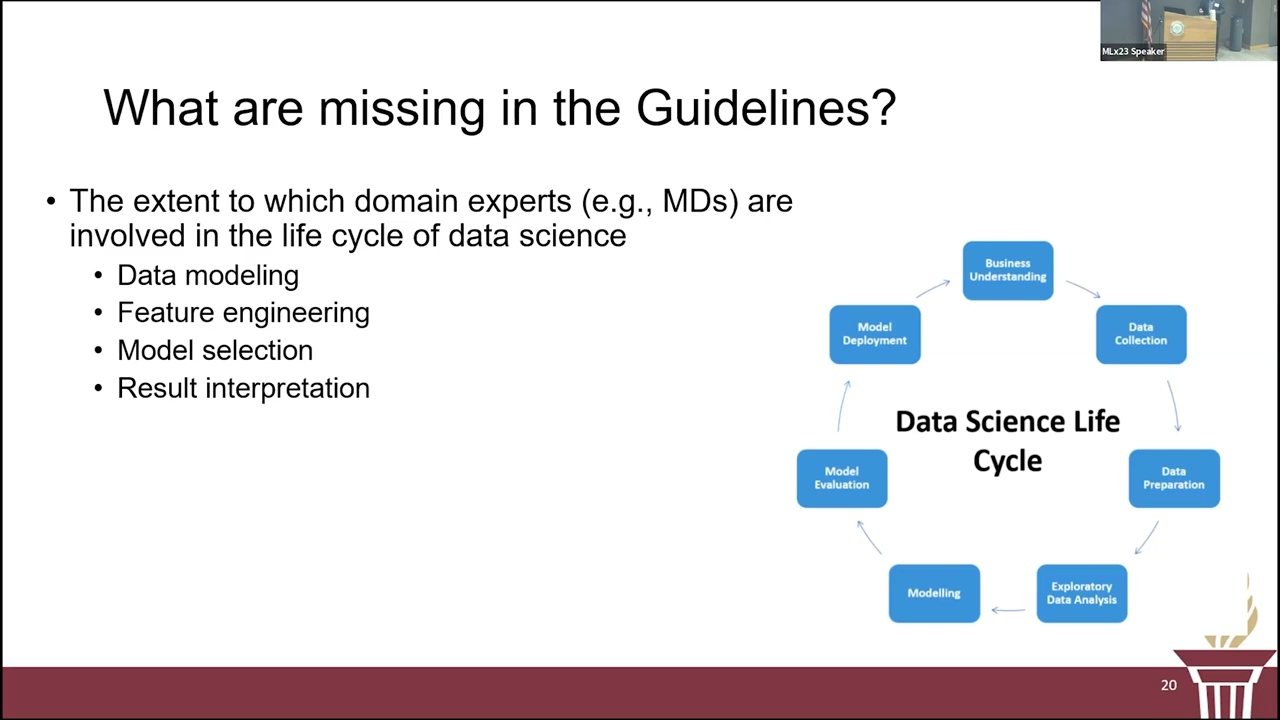 MLx23 Speaker
What are missing in the Guidelines?
• The extent to which domain experts (e.g., MDs) are
involved in the life cycle of data science
• Data modeling
• Feature engineering
• Model selection
• Result interpretation
Business
Understanding
Data
Collection
Data
Preparation
Exploratory
Data Analysis
Modelling
Model
Evaluation
Model
Deployment
Data Science Life
Cycle
20